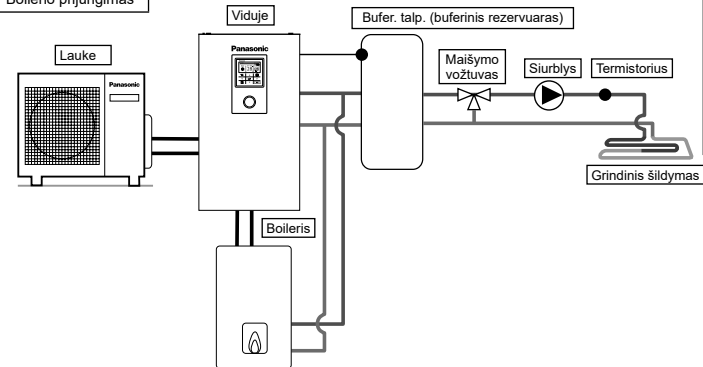 Boilerio prijungimas
Viduje
Bufer. talp. (buferinis rezervuaras)
Lauke
Panasonic
Panasonic
Maišymo
vožtuvas
Siurblys
Termistorius
Grindinis šildymas
Boileris